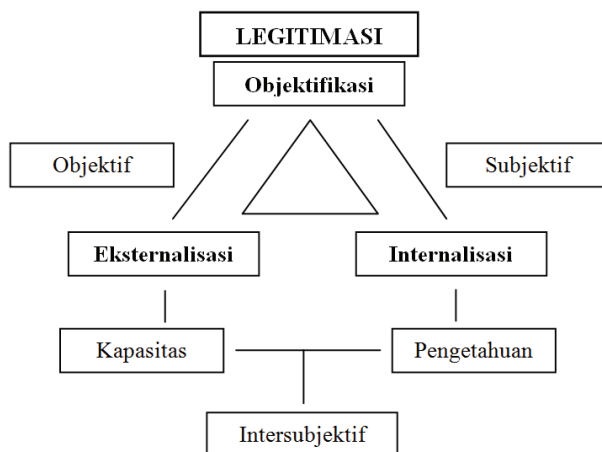 LEGITIMASI
Objektifikasi
Objektif
Subjektif
Eksternalisasi
Internalisasi
Kapasitas
Pengetahuan
Intersubjektif